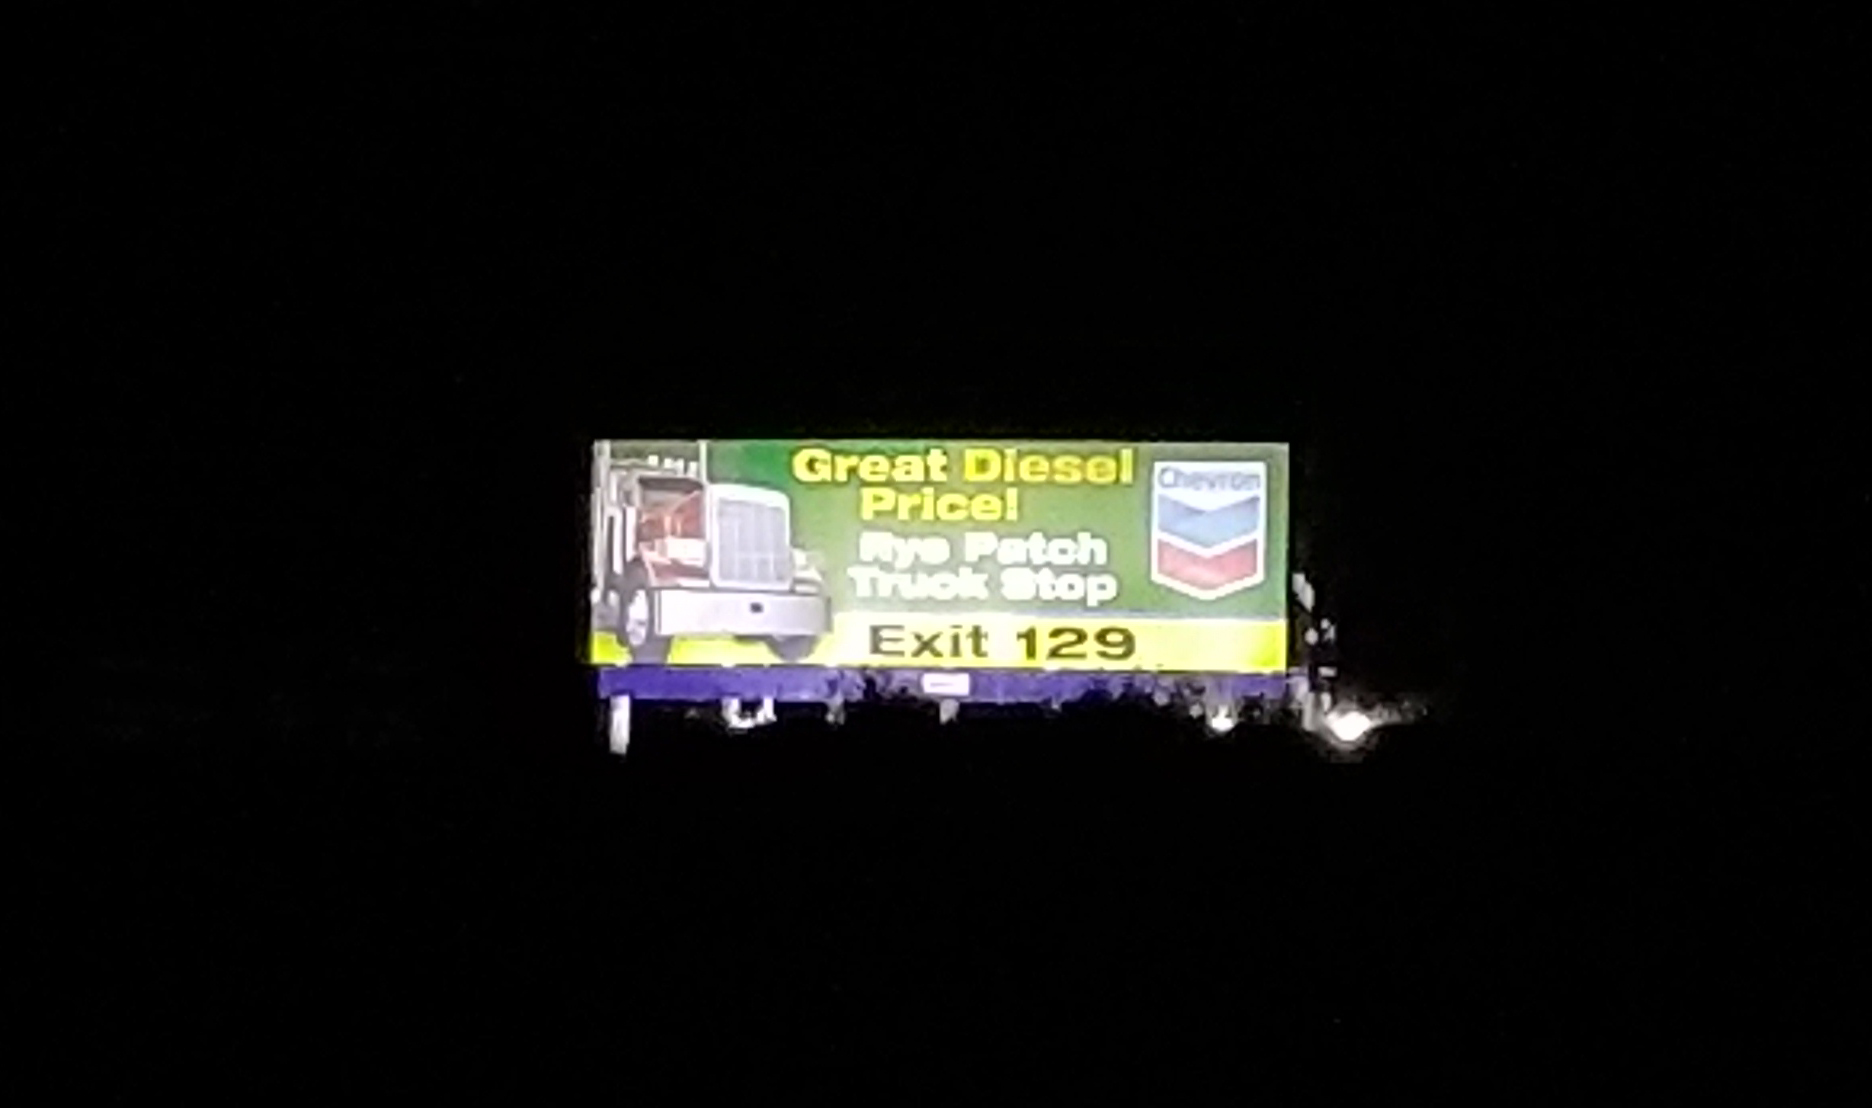 Great Diesel
Price!
Rye Patch
Truck Stop
Exit 129
Chevron